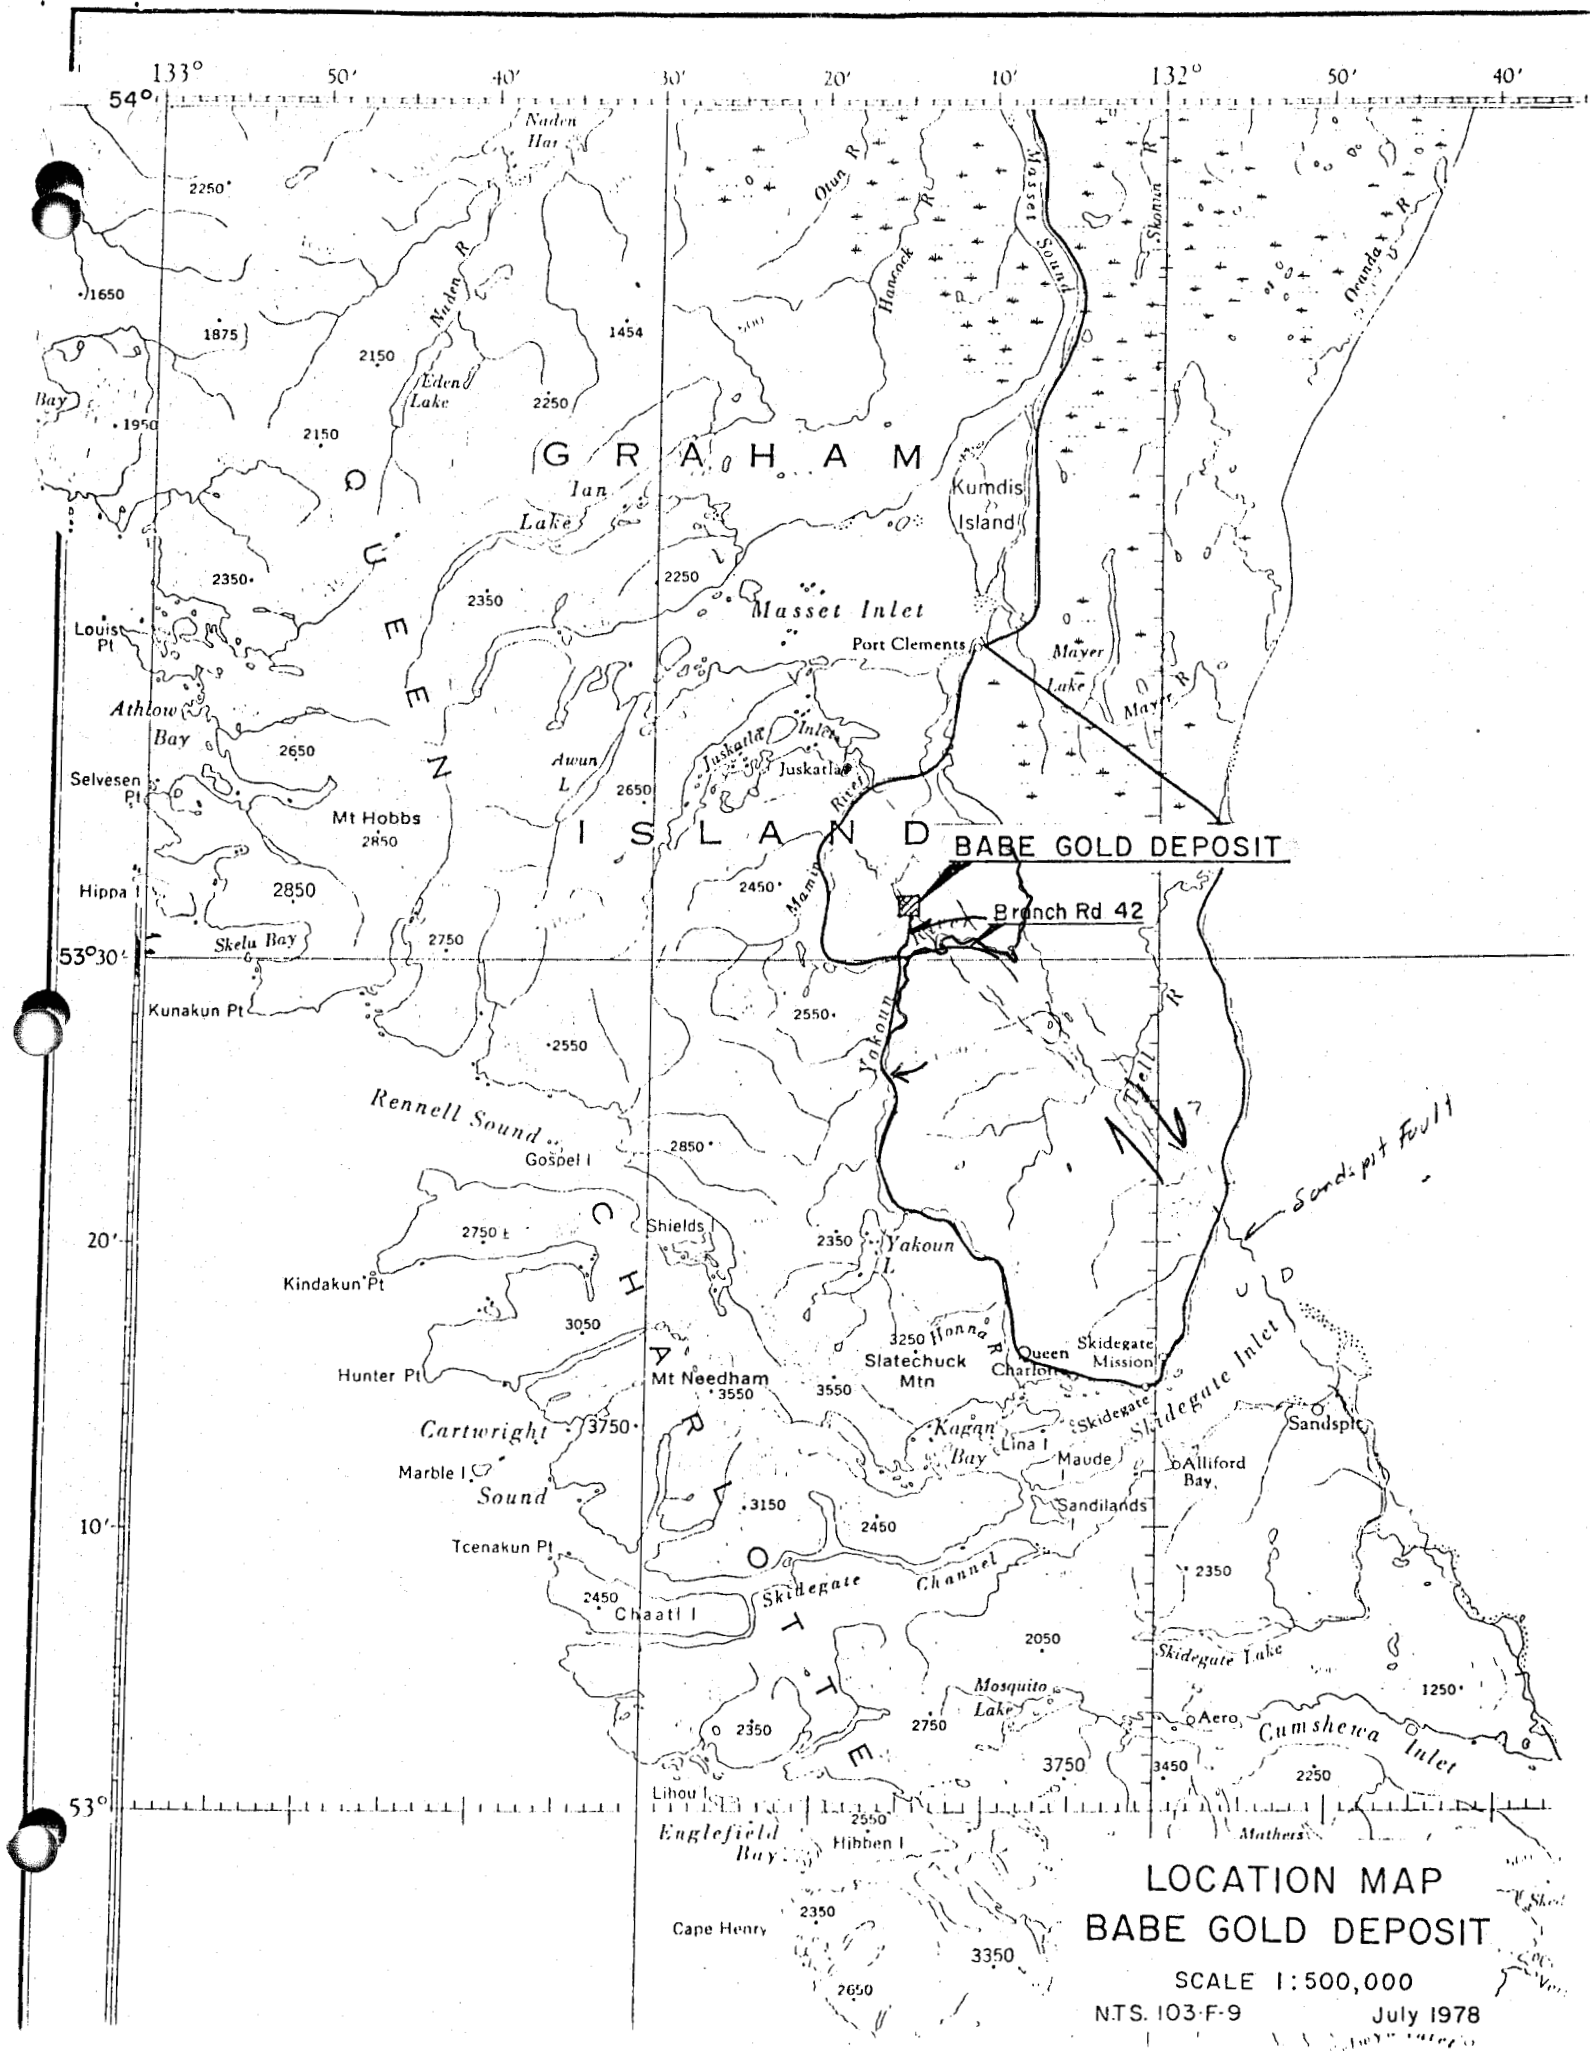 133° 50' 40' 30' 20' 10' 132° 50' 40'
54°
Naden
Har
2250
Otun R
Masset Sound
Skonun R
Hancock R
Oeanda R
Naden R
1650
1875
2150
1454
Eden
Lake
2250
Bay
1950
2150
GRAHAM
QUEEN
Ian
Lake
Kumdis
Island
2350
2350
2250
Masset Inlet
Louis
Pt
Port Clements
Mayer
Lake
Mayer R
Athlow
Bay
2650
Juskatla Inlet
Awun
L
Juskatla
Selvesen
Pt
2650
Mamin River
Mt Hobbs
2850
ISLAND
BABE GOLD DEPOSIT
Hippa I
2850
2450
Branch Rd 42
Skelu Bay
2750
53°30'
Kunakun Pt
2550
Yakoun
2550
Tlell R
Rennell Sound
2850
Gospel I
Sandspit Fault
CHARLOTTE
2750
Shields I
20'
2350
Yakoun
L
Kindakun Pt
U D
3050
3250
Honna R
Slatechuck
Mtn
Queen
Charlotte
Skidegate
Mission
Skidegate Inlet
Hunter Pt
Mt Needham
3550
3550
Skidegate
Sandspit
Cartwright
Sound
3750
Kagan
Bay
Lina I
Maude
I
Alliford
Bay
Marble I
3150
Sandilands
I
10'
2450
Tcenakun Pt
Skidegate Channel
2350
2450
Chaatl I
2050
Skidegate Lake
Mosquito
Lake
1250
2350
2750
Aero
Cumshewa Inlet
3750
3450
2250
Lihou I
53°
2550
Englefield
Bay
Hibben I
Mathers
LOCATION MAP
BABE GOLD DEPOSIT
2350
Cape Henry
3350
SCALE 1:500,000
2650
N.T.S. 103-F-9 July 1978